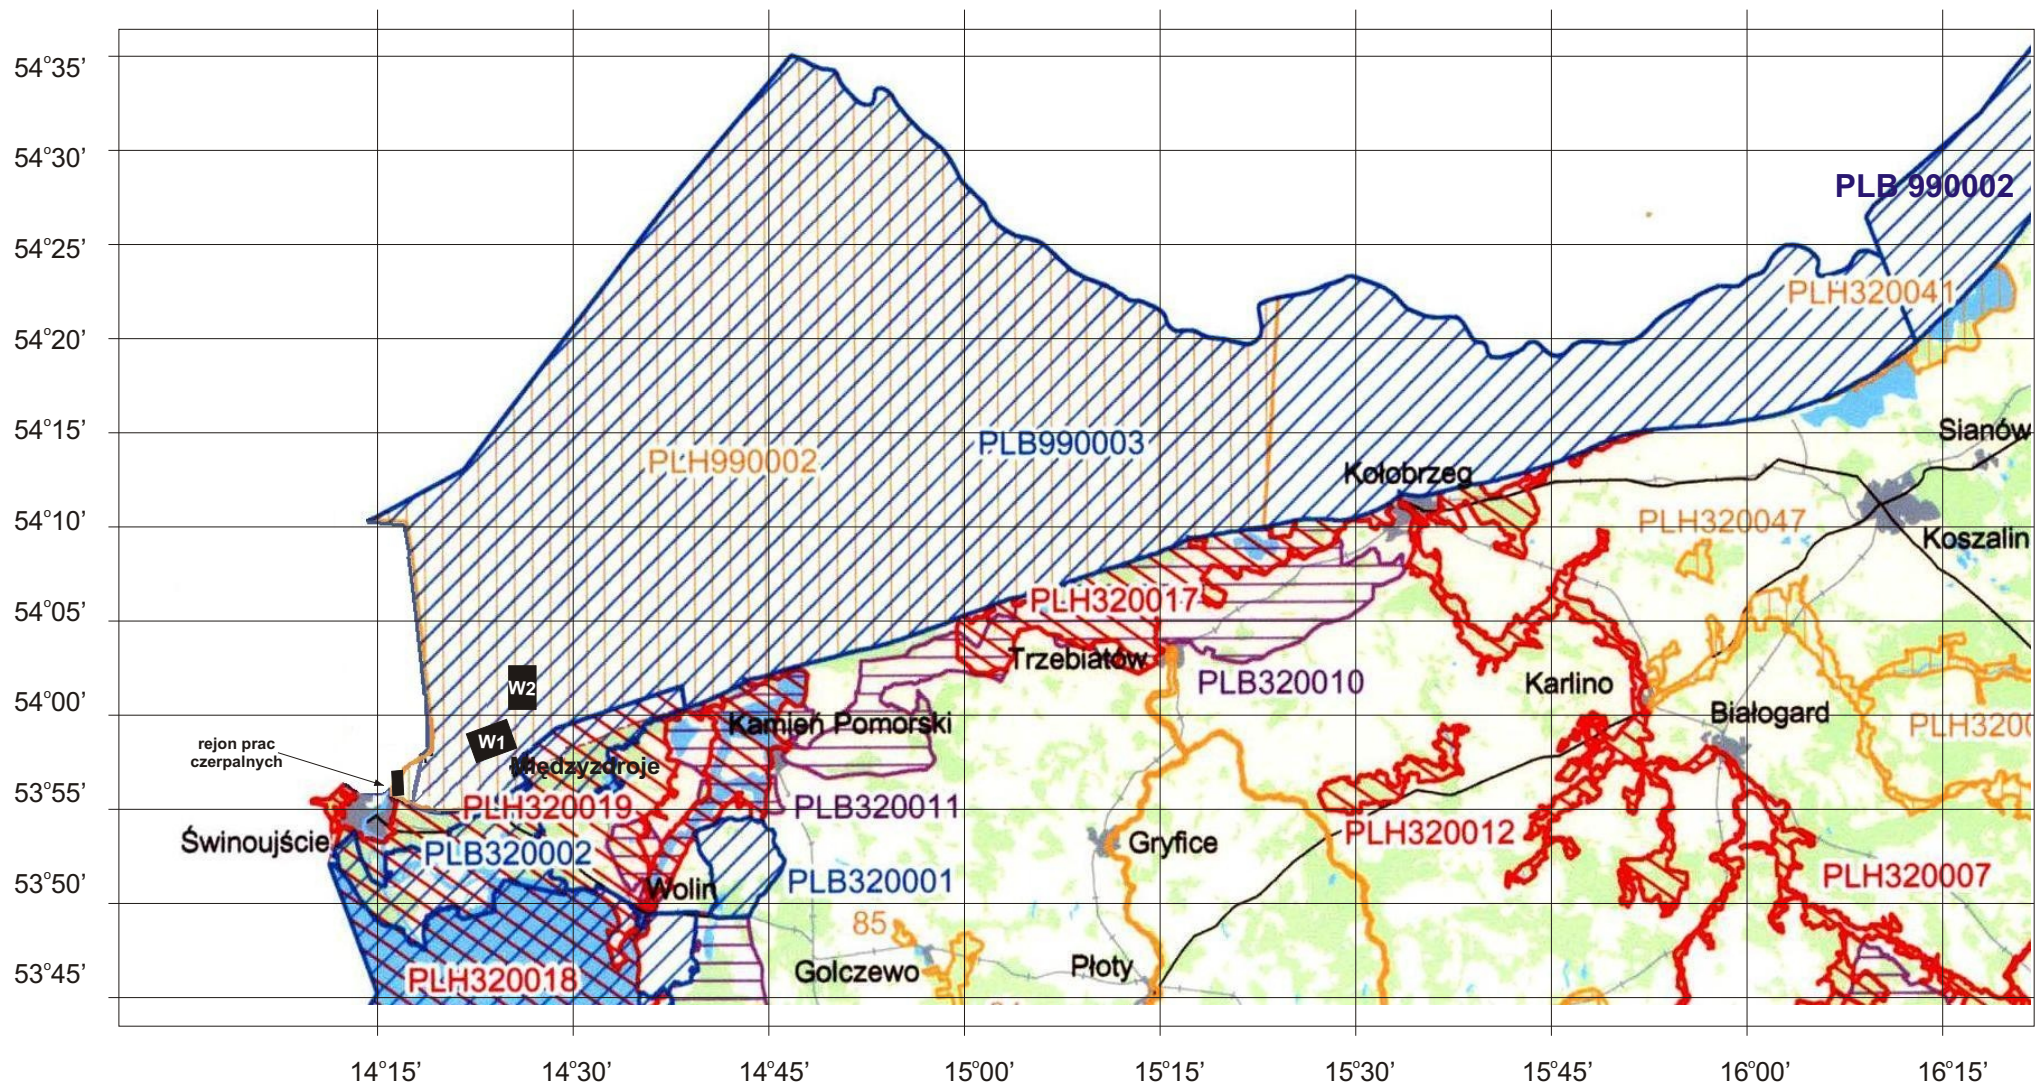 54°35’
54°30’
PLB 990002
54°25’
PLH320041
54°20’
54°15’
Sianów
PLB990003
PLH990002
Kołobrzeg
54°10’
PLH320047
Koszalin
54°05’
PLH320017
Trzebiatów
PLB320010
Karlino
W2
54°00’
Białogard
Kamień Pomorski
PLH320
W1
rejon prac
czerpalnych
Międzyzdroje
53°55’
PLH320019
PLB320011
PLH320012
Świnoujście
Gryfice
PLB320002
53°50’
Wolin
PLB320001
PLH320007
85
53°45’
PLH320018
Golczewo
Płoty
14°15’
14°30’
14°45’
15°00’
15°15’
15°30’
15°45’
16°00’
16°15’